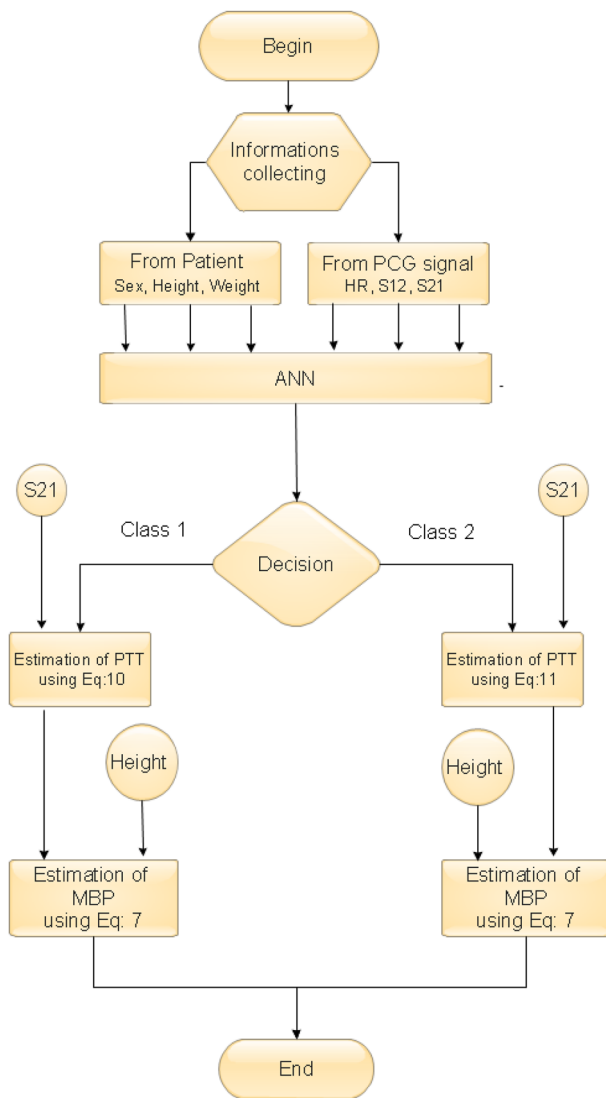 Begin
Informations
collecting
From Patient
Sex, Height, Weight
From PCG signal
HR, S12, S21
ANN
S21
S21
Class 1
Class 2
Decision
Estimation of PTT
using Eq:10
Estimation of PTT
using Eq:11
Height
Height
Estimation of
MBP
using Eq: 7
Estimation of
MBP
using Eq: 7
End